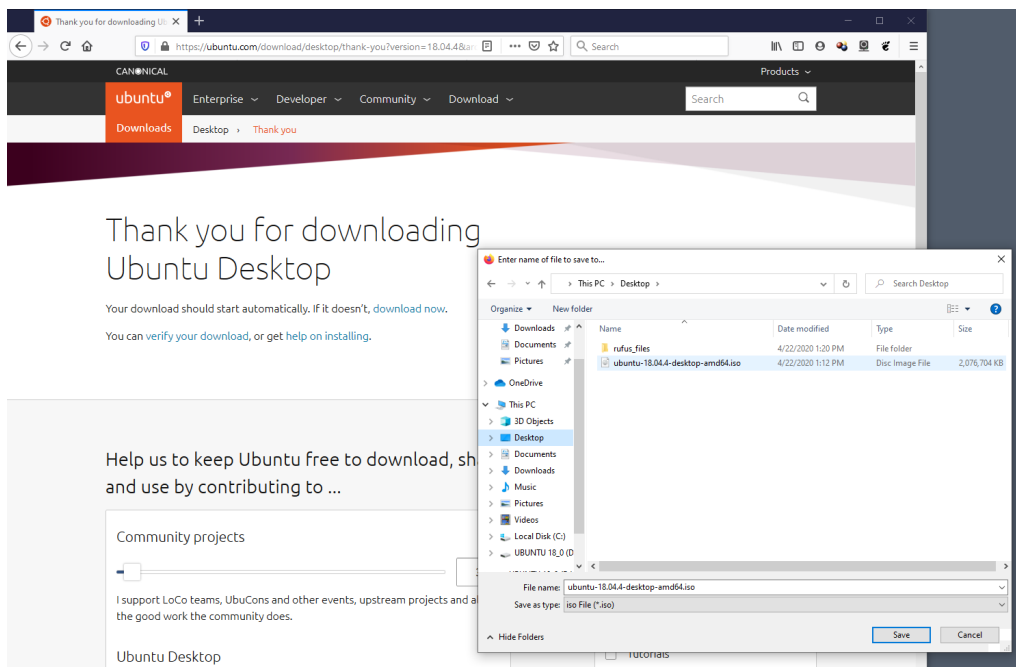 Thank you for downloading Ub
https://ubuntu.com/download/desktop/thank-you?version=18.04.4&ar
Search
CANONICAL
Products
ubuntu
Enterprise
Developer
Community
Download
Search
Downloads
Desktop
Thank you
Thank you for downloading
Ubuntu Desktop
Your download should start automatically. If it doesn’t, download now.
You can verify your download, or get help on installing.
Help us to keep Ubuntu free to download, sh
and use by contributing to ...
Community projects
I support LoCo teams, UbuCons and other events, upstream projects and al
the good work the community does.
Ubuntu Desktop
Tutorials
Enter name of file to save to...
This PC > Desktop >
Search Desktop
Organize
New folder
Downloads
Documents
Pictures
OneDrive
This PC
3D Objects
Desktop
Documents
Downloads
Music
Pictures
Videos
Local Disk (C:)
UBUNTU 18_0 (D
Name
Date modified
Type
Size
rufus_files
4/22/2020 1:20 PM
File folder
ubuntu-18.04.4-desktop-amd64.iso
4/22/2020 1:12 PM
Disc Image File
2,076,704 KB
File name: ubuntu-18.04.4-desktop-amd64.iso
Save as type: iso File (*.iso)
Hide Folders
Save
Cancel